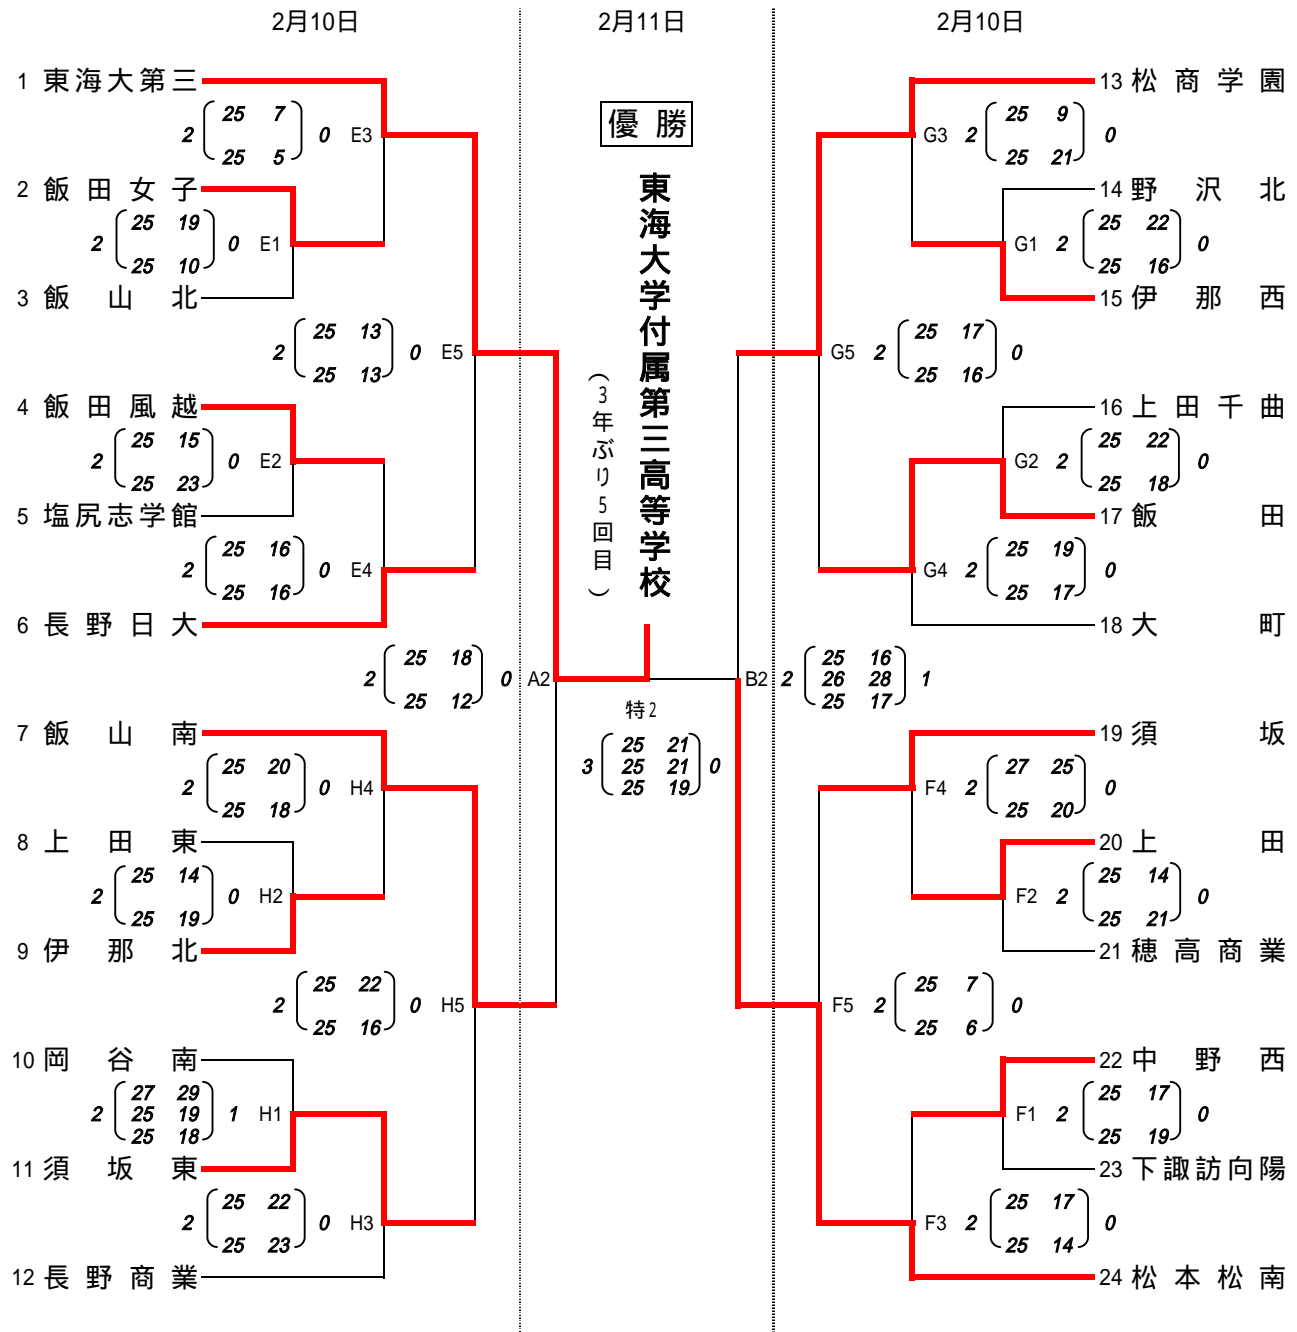 2月10日
2月11日
2月10日
優勝
東海大学付属第三高等学校
(3年ぶり5回目)
1 東海大第三
25 7
2 0 E3
25 5
2 飯田女子
25 19
2 0 E1
25 10
3 飯山北
25 13
2 0 E5
25 13
4 飯田風越
25 15
2 0 E2
25 23
5 塩尻志学館
25 16
2 0 E4
25 16
6 長野日大
25 18
2 0 A2
25 12
7 飯山南
25 20
2 0 H4
25 18
8 上田東
25 14
2 0 H2
25 19
9 伊那北
25 22
2 0 H5
25 16
10 岡谷南
27 29
2 25 19 1 H1
25 18
11 須坂東
25 22
2 0 H3
25 23
12 長野商業
特2
25 21
3 25 21 0
25 19
13 松商学園
25 9
G3 2 0
25 21
14 野沢北
25 22
G1 2 0
25 16
15 伊那西
25 17
G5 2 0
25 16
16 上田千曲
25 22
G2 2 0
25 18
17 飯田
25 19
G4 2 0
25 17
18 大町
25 16
B2 2 26 28 1
25 17
19 須坂
27 25
F4 2 0
25 20
20 上田
25 14
F2 2 0
25 21
21 穂高商業
25 7
F5 2 0
25 6
22 中野西
25 17
F1 2 0
25 19
23 下諏訪向陽
25 17
F3 2 0
25 14
24 松本松南